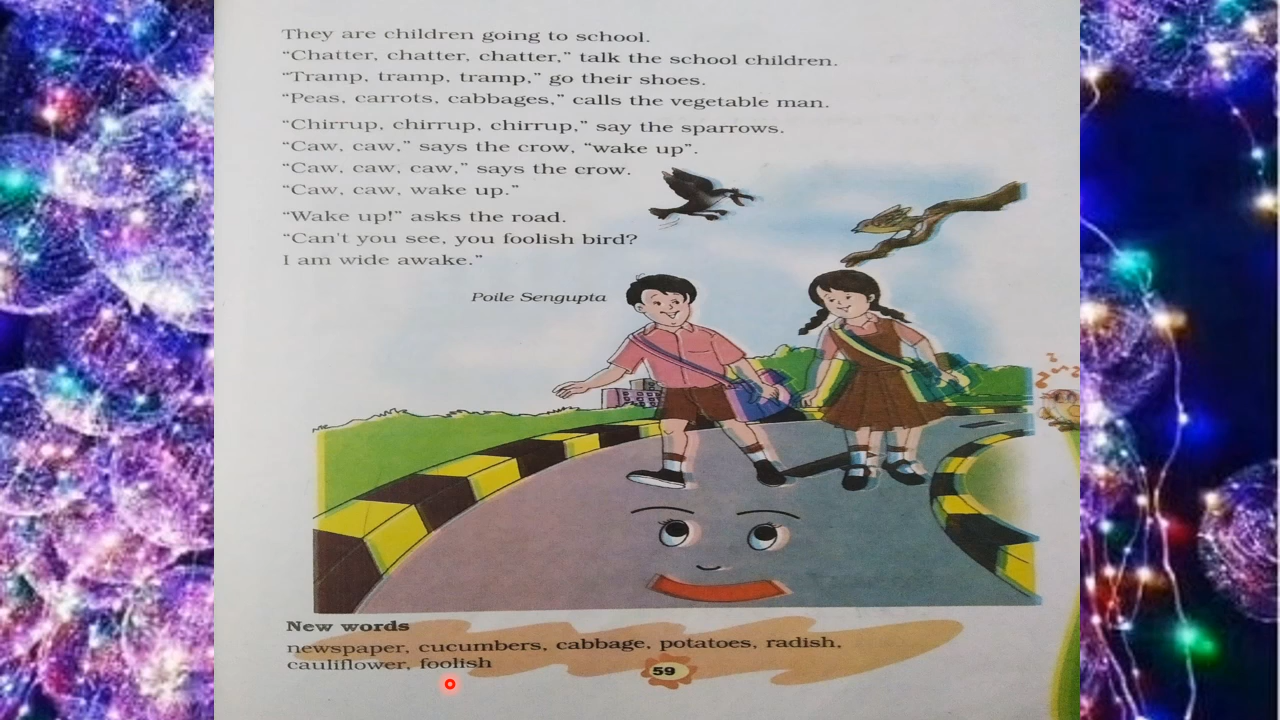 They are children going to school.
“Chatter, chatter, chatter,” talk the school children.
“Tramp, tramp, tramp,” go their shoes.
“Peas, carrots, cabbages,” calls the vegetable man.
“Chirrup, chirrup, chirrup,” say the sparrows.
“Caw, caw,” says the crow, “wake up”.
“Caw, caw, caw,” says the crow.
“Caw, caw, wake up.”
“Wake up!” asks the road.
“Can't you see, you foolish bird?
I am wide awake.”
Poile Sengupta
New words
newspaper, cucumbers, cabbage, potatoes, radish,
cauliflower, foolish
59